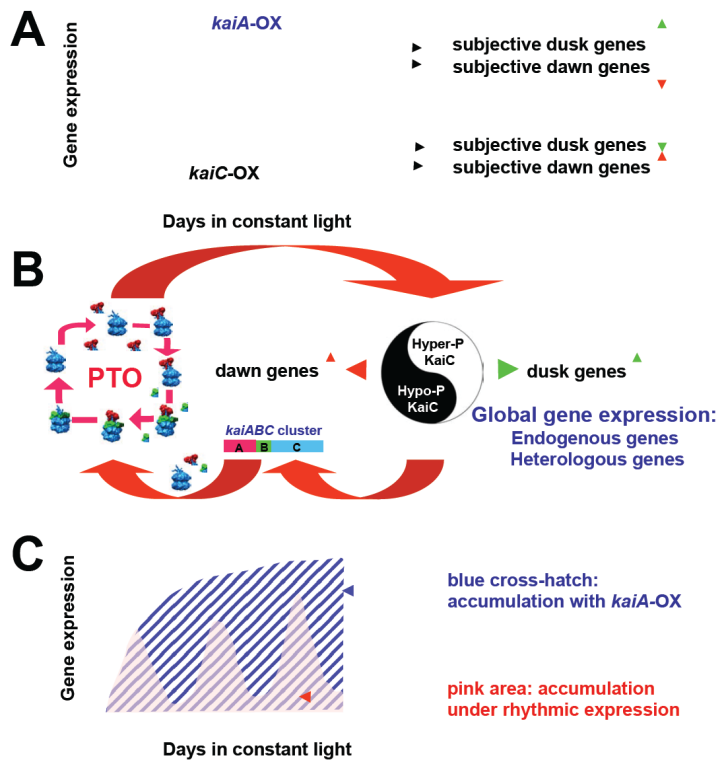 A
kaiA-OX
Gene expression
subjective dusk genes
subjective dawn genes
subjective dusk genes
subjective dawn genes
kaiC-OX
Days in constant light
B
PTO
dawn genes
Hyper-P
KaiC
Hypo-P
KaiC
dusk genes
Global gene expression:
Endogenous genes
Heterologous genes
kaiABC cluster
A B C
C
Gene expression
blue cross-hatch:
accumulation with kaiA-OX
pink area: accumulation
under rhythmic expression
Days in constant light